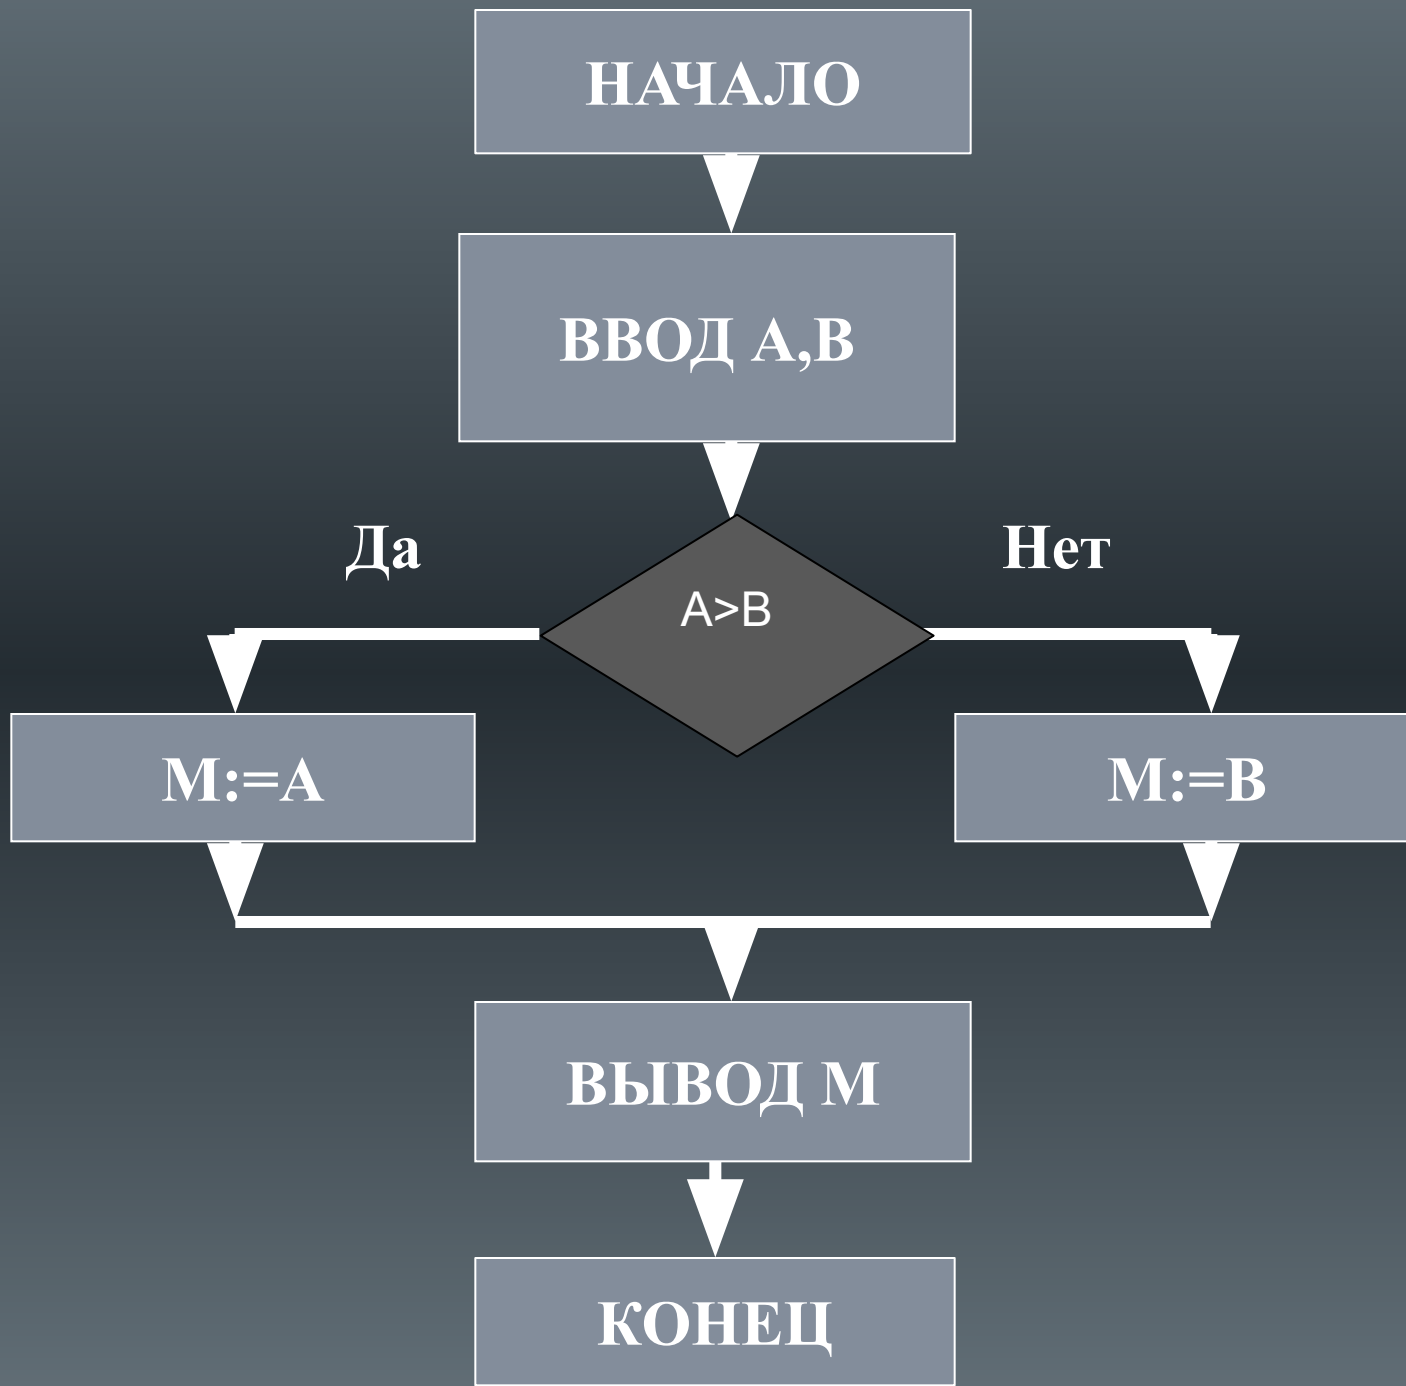 НАЧАЛО
ВВОД А,В
Да
Нет
A>B
М:=А
М:=В
ВЫВОД М
КОНЕЦ